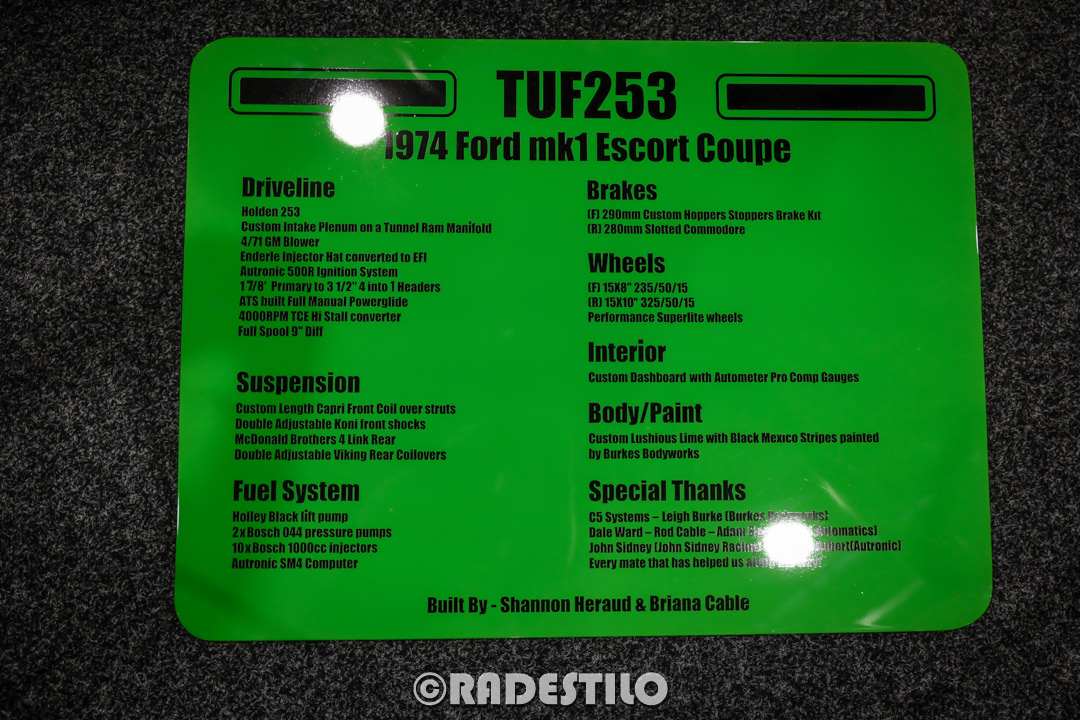 TUF253
1974 Ford mk1 Escort Coupe
Driveline
Holden 253
Custom Intake Plenum on a Tunnel Ram Manifold
4/71 GM Blower
Enderle Injector Hat converted to EFI
Autronic 500R Ignition System
1 7/8' Primary to 3 1/2" 4 into 1 Headers
ATS built Full Manual Powerglide
4000RPM TCE Hi Stall converter
Full Spool 9" Diff
Suspension
Custom Length Capri Front Coil over struts
Double Adjustable Koni front shocks
McDonald Brothers 4 Link Rear
Double Adjustable Viking Rear Coilovers
Fuel System
Holley Black lift pump
2xBosch 044 pressure pumps
10xBosch 1000cc injectors
Autronic SM4 Computer
Brakes
(F) 290mm Custom Hoppers Stoppers Brake Kit
(R) 280mm Slotted Commodore
Wheels
(F) 15X8" 235/50/15
(R) 15X10" 325/50/15
Performance Superlite wheels
Interior
Custom Dashboard with Autometer Pro Comp Gauges
Body/Paint
Custom Lushious Lime with Black Mexico Stripes painted
by Burkes Bodyworks
Special Thanks
C5 Systems – Leigh Burke (Burkes Bodyworks)
Dale Ward – Rod Cable – Adam
John Sidney (John Sidney Racing
Every mate that has helped us
Built By - Shannon Heraud & Briana Cable
©RADESTILO